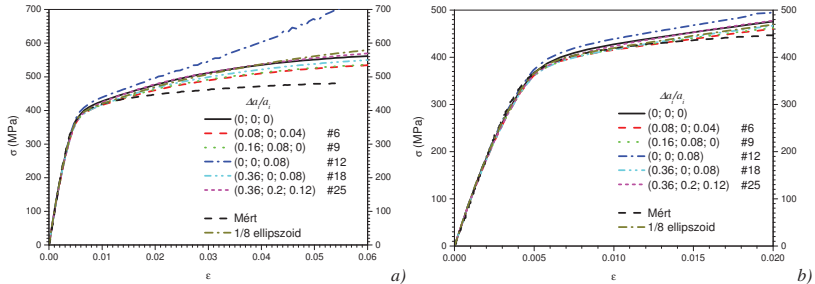 700
600
500
400
300
200
100
0
σ (MPa)
0.00 0.01 0.02 0.03 0.04 0.05 0.06
ε
700
600
500
400
300
200
100
0
Δaᵢ/aᵢ
(0; 0; 0)
(0.08; 0; 0.04) #6
(0.16; 0.08; 0) #9
(0; 0; 0.08) #12
(0.36; 0; 0.08) #18
(0.36; 0.2; 0.12) #25
Mért
1/8 ellipszoid
a)
500
400
300
200
100
0
σ (MPa)
0.000 0.005 0.010 0.015 0.020
ε
500
400
300
200
100
0
Δaᵢ/aᵢ
(0; 0; 0)
(0.08; 0; 0.04) #6
(0.16; 0.08; 0) #9
(0; 0; 0.08) #12
(0.36; 0; 0.08) #18
(0.36; 0.2; 0.12) #25
Mért
1/8 ellipszoid
b)